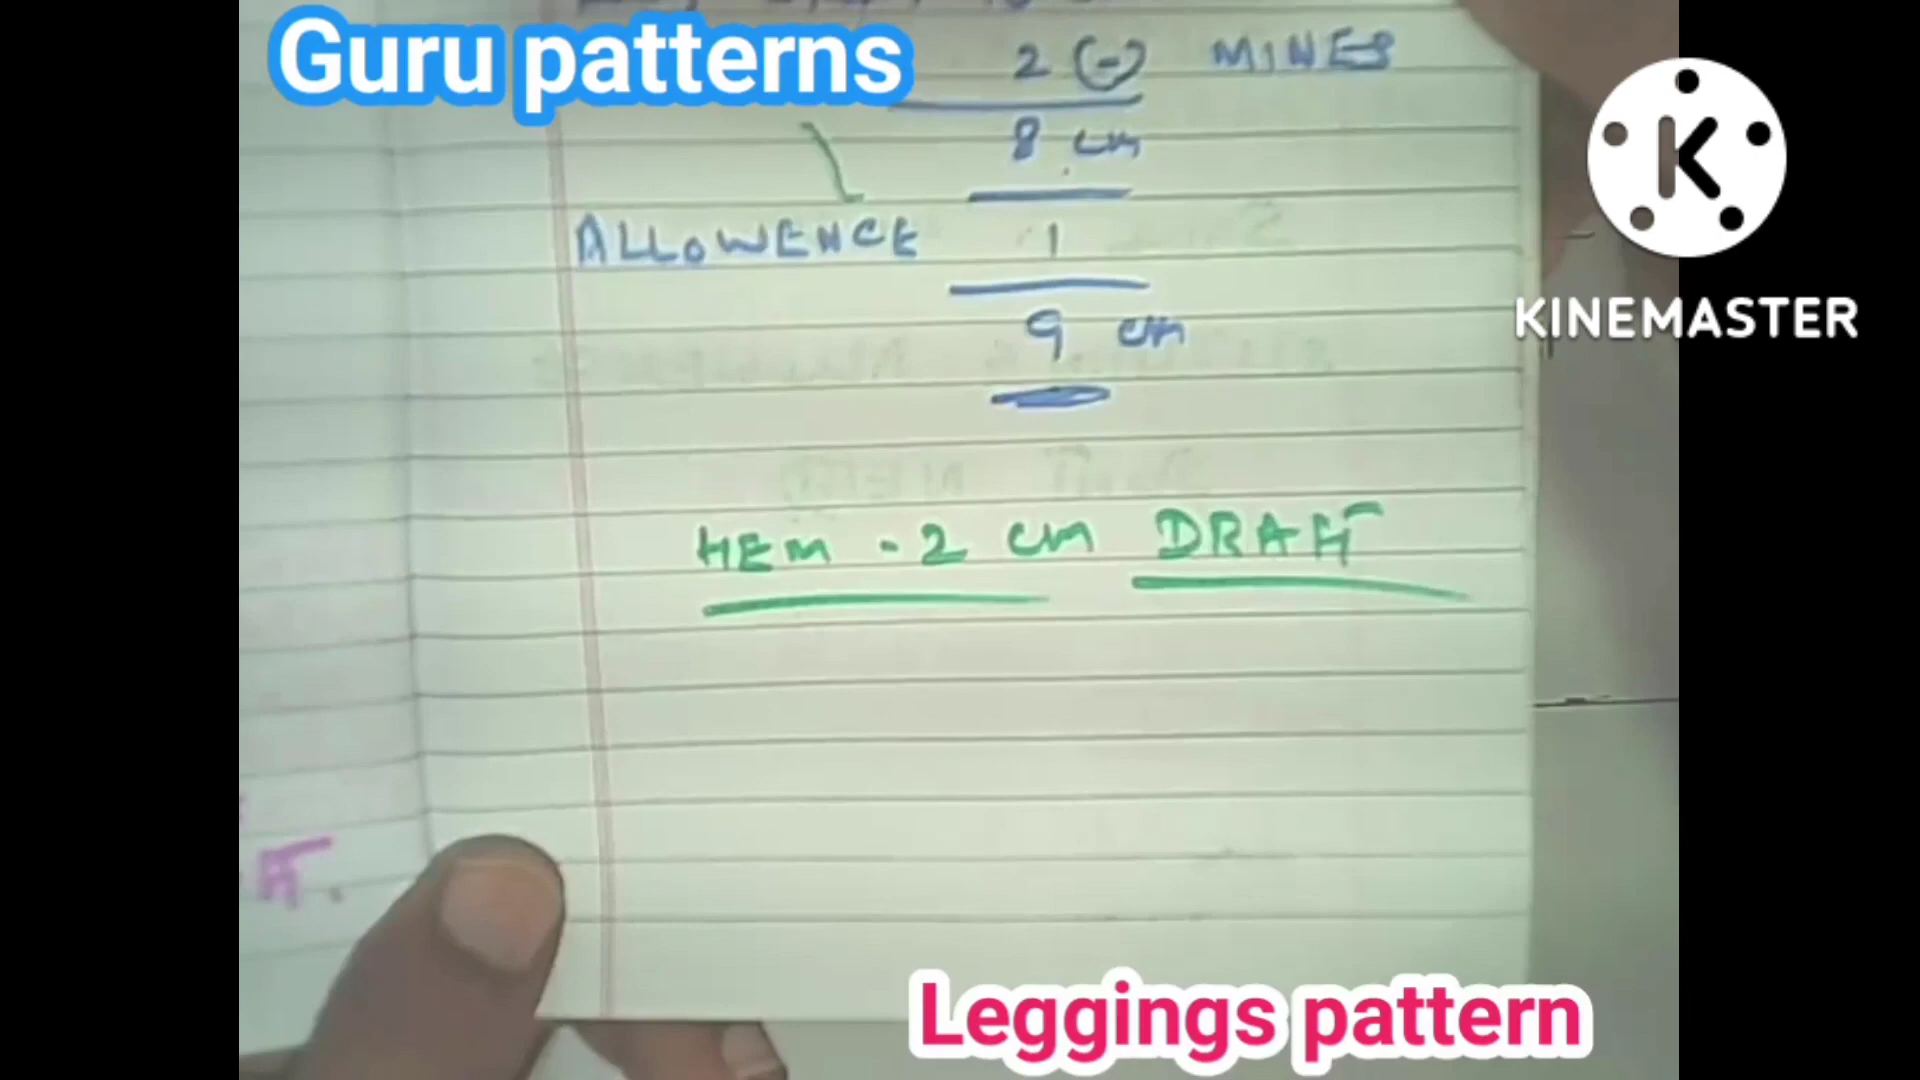 Guru patterns
2 (-) MINES
8 cm
ALLOWENCE 1
9 cm
HEM - 2 cm DRAFT
K
KINEMASTER
Leggings pattern